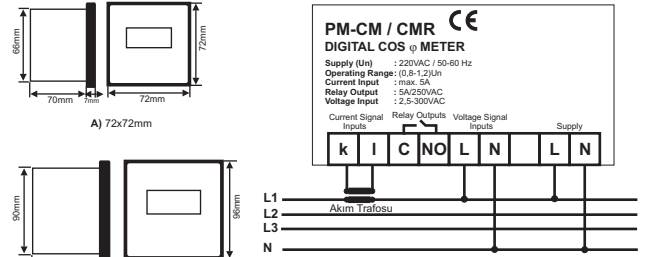 66mm
72mm
70mm
7mm
72mm
A) 72x72mm
90mm
96mm
PM-CM / CMR CE
DIGITAL COS φ METER
Supply (Un) : 220VAC / 50-60 Hz
Operating Range : (0,8-1,2)Un
Current Input : max. 5A
Relay Output : 5A/250VAC
Voltage Input : 2,5-300VAC
Current Signal Inputs
Relay Outputs
Voltage Signal Inputs
Supply
k l C NO L N L N
L1
Akım Trafosu
L2
L3
N